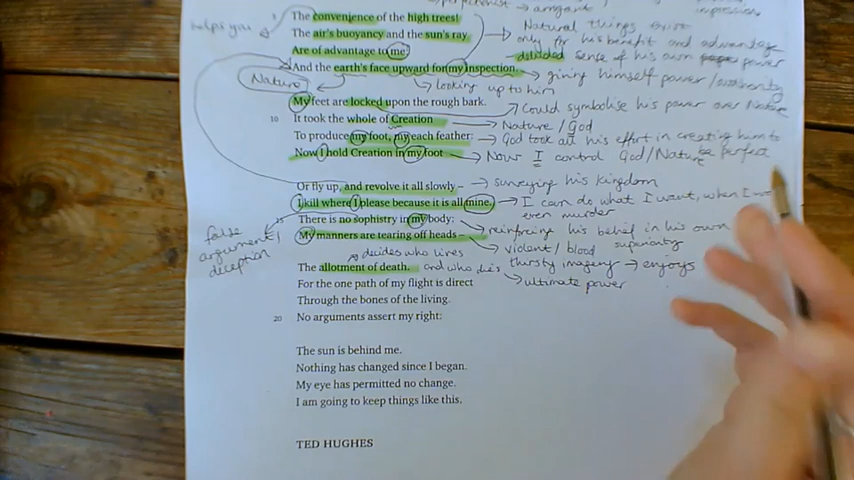 perfectionist → arrogant impression
helps you
The convenience of the high trees!
Natural things exist
The air's buoyancy and the sun's ray
only for his benefit and advantage
Are of advantage to me;
deluded sense of his own power
And the earth's face upward for my inspection.
giving himself power/authority
Nature
looking up to him
My feet are locked upon the rough bark.
Could symbolise his power over Nature
10 It took the whole of Creation
Nature / God
To produce my foot, my each feather:
God took all his effort in creating him to be perfect
Now I hold Creation in my foot
Now I control God/Nature
Or fly up, and revolve it all slowly –
surveying his kingdom
I kill where I please because it is all mine.
I can do what I want, when I
even murder
There is no sophistry in my body:
reinforcing his belief in his own superiority
false argument/ deception
My manners are tearing off heads –
violent/blood thirsty imagery → enjoys
decides who lives and who dies
The allotment of death.
ultimate power
For the one path of my flight is direct
Through the bones of the living.
20 No arguments assert my right:
The sun is behind me.
Nothing has changed since I began.
My eye has permitted no change.
I am going to keep things like this.
TED HUGHES